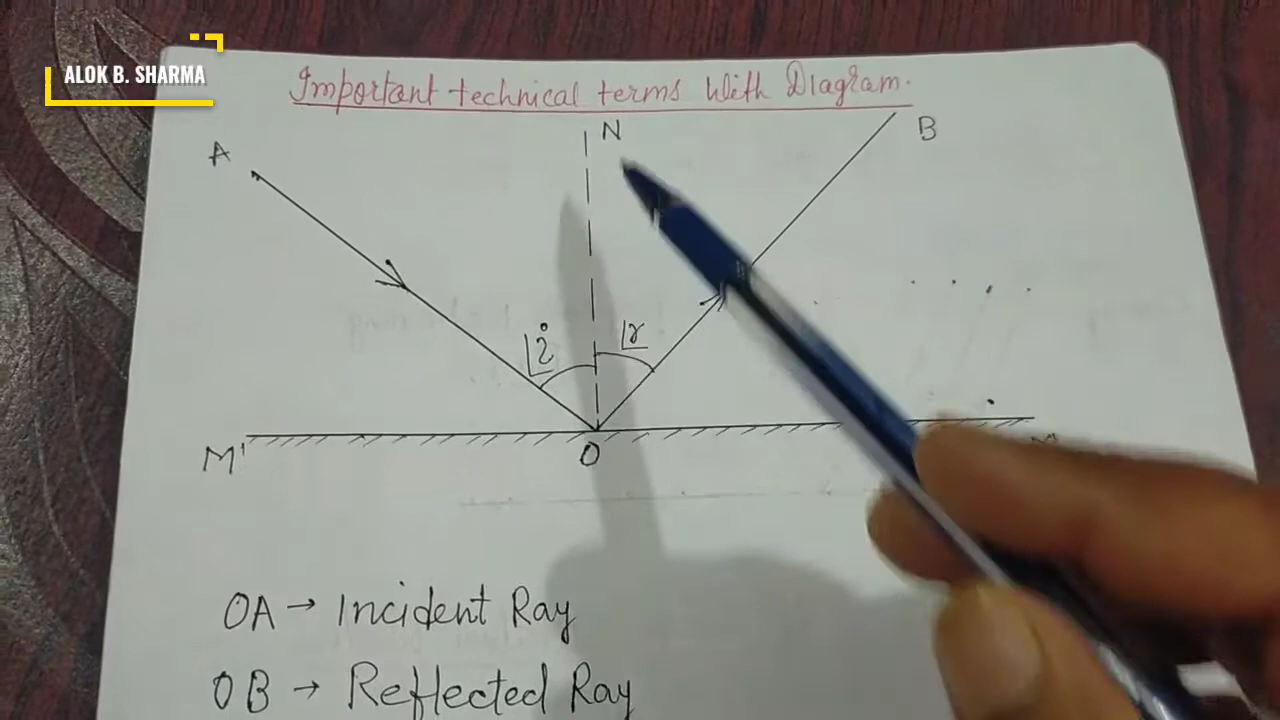 ALOK B. SHARMA
Important technical terms With Diagram.
A
N
B
∠i
∠r
M'
O
OA → Incident Ray
OB → Reflected Ray